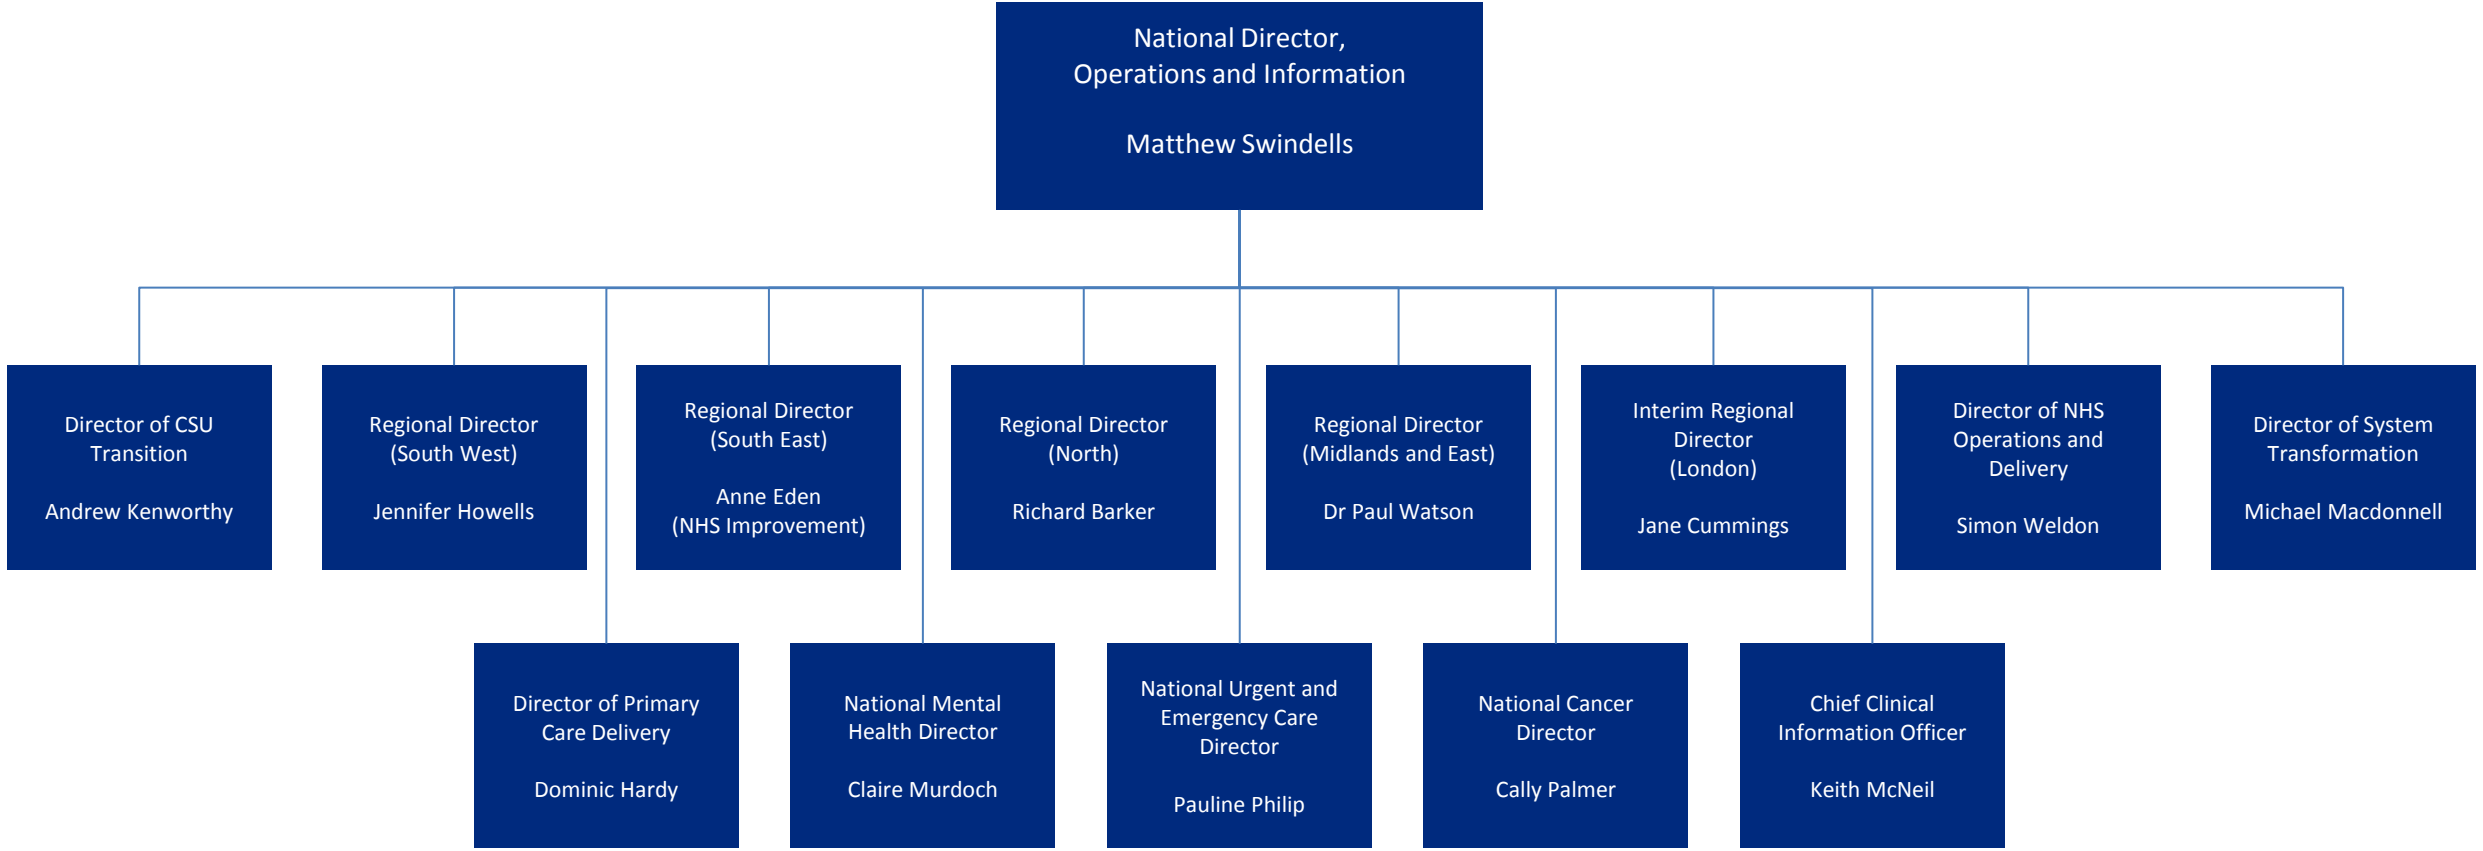 National Director,
Operations and Information
Matthew Swindells
Director of CSU
Transition
Andrew Kenworthy
Regional Director
(South West)
Jennifer Howells
Regional Director
(South East)
Anne Eden
(NHS Improvement)
Regional Director
(North)
Richard Barker
Regional Director
(Midlands and East)
Dr Paul Watson
Interim Regional
Director
(London)
Jane Cummings
Director of NHS
Operations and
Delivery
Simon Weldon
Director of System
Transformation
Michael Macdonnell
Director of Primary
Care Delivery
Dominic Hardy
National Mental
Health Director
Claire Murdoch
National Urgent and
Emergency Care
Director
Pauline Philip
National Cancer
Director
Cally Palmer
Chief Clinical
Information Officer
Keith McNeil